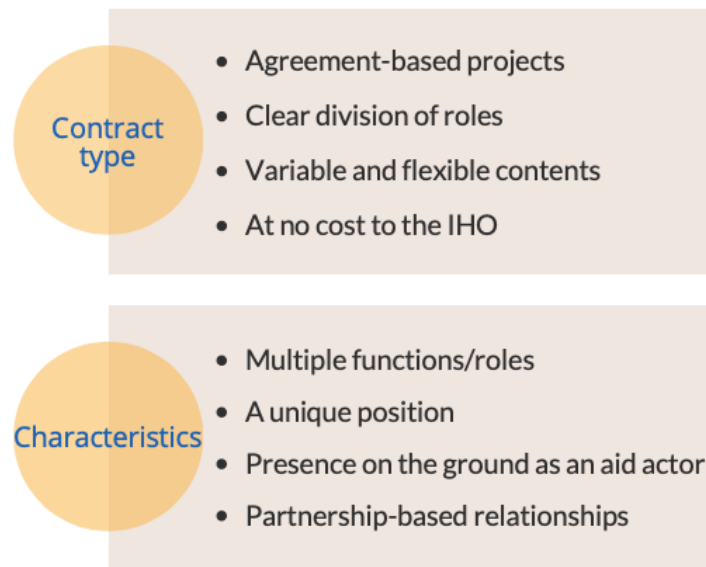 Contract
type
Agreement-based projects
Clear division of roles
Variable and flexible contents
At no cost to the IHO
Characteristics
Multiple functions/roles
A unique position
Presence on the ground as an aid actor
Partnership-based relationships